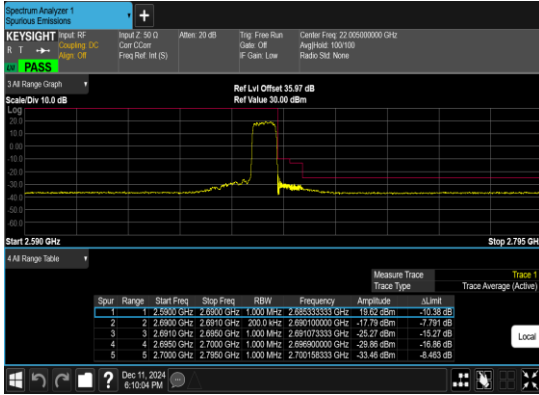 Spectrum Analyzer 1
Spurious Emissions
+
KEYSIGHT Input: RF Input Z: 50 Ω Atten: 20 dB Trig: Free Run Center Freq: 22.005000000 GHz
R T Coupling: DC Corr CCorr Gate: Off Avg|Hold: 100/100
Align: Off Freq Ref: Int (S) IF Gain: Low Radio Std: None
PASS
3 All Range Graph
Ref Lvl Offset 35.97 dB
Scale/Div 10.0 dB Ref Value 30.00 dBm
Log
20.0
10.0
0.00
-10.0
-20.0
-30.0
-40.0
-50.0
-60.0
Start 2.590 GHz Stop 2.795 GH
4 All Range Table
Measure Trace Trace 1
Trace Type Trace Average (Active)
Spur Range Start Freq Stop Freq RBW Frequency Amplitude ΔLimit
1 1 2.5900 GHz 2.6900 GHz 1.000 MHz 2.685333333 GHz 19.62 dBm -10.38 dB
2 2 2.6900 GHz 2.6910 GHz 200.0 kHz 2.690100000 GHz -17.79 dBm -7.791 dB
3 3 2.6910 GHz 2.6950 GHz 1.000 MHz 2.691073333 GHz -25.27 dBm -15.27 dB
4 4 2.6950 GHz 2.7000 GHz 1.000 MHz 2.696900000 GHz -29.86 dBm -16.86 dB
5 5 2.7000 GHz 2.7950 GHz 1.000 MHz 2.700158333 GHz -33.46 dBm -8.463 dB
Local
? Dec 11, 2024
6:10:04 PM